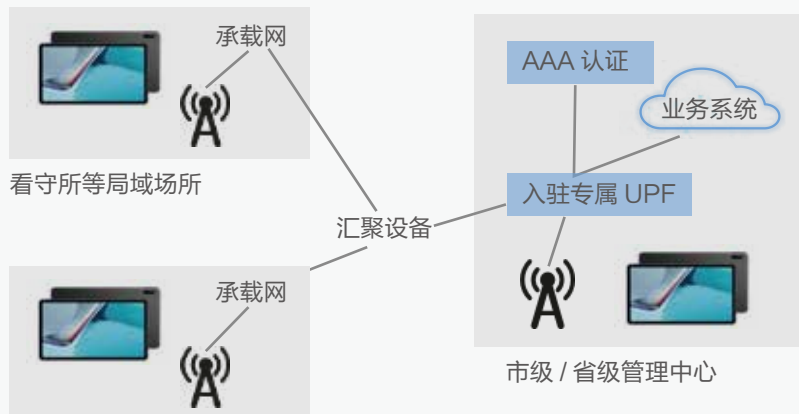 承载网
看守所等局域场所
承载网
汇聚设备
AAA 认证
业务系统
入驻专属 UPF
市级 / 省级管理中心